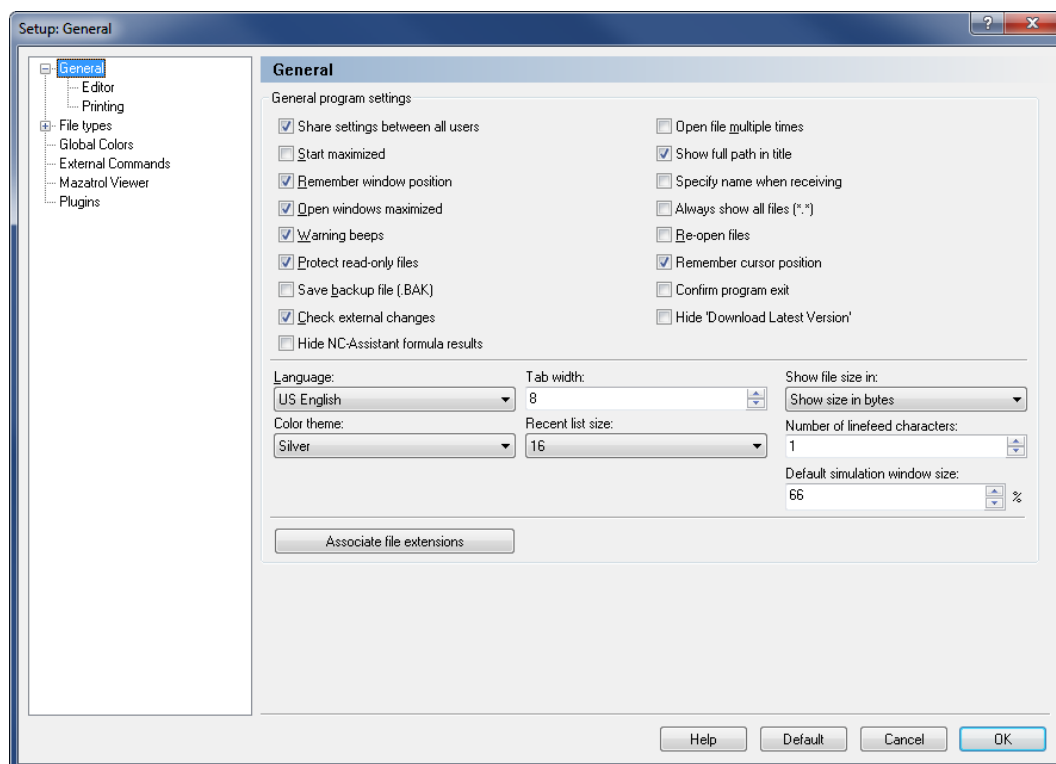 Setup: General
General
Editor
Printing
File types
Global Colors
External Commands
Mazatrol Viewer
Plugins
General
General program settings
Share settings between all users
Start maximized
Remember window position
Open windows maximized
Warning beeps
Protect read-only files
Save backup file (.BAK)
Check external changes
Hide NC-Assistant formula results
Open file multiple times
Show full path in title
Specify name when receiving
Always show all files (*.*)
Re-open files
Remember cursor position
Confirm program exit
Hide 'Download Latest Version'
Language:
US English
Color theme:
Silver
Tab width:
8
Recent list size:
16
Show file size in:
Show size in bytes
Number of linefeed characters:
1
Default simulation window size:
66 %
Associate file extensions
Help
Default
Cancel
OK